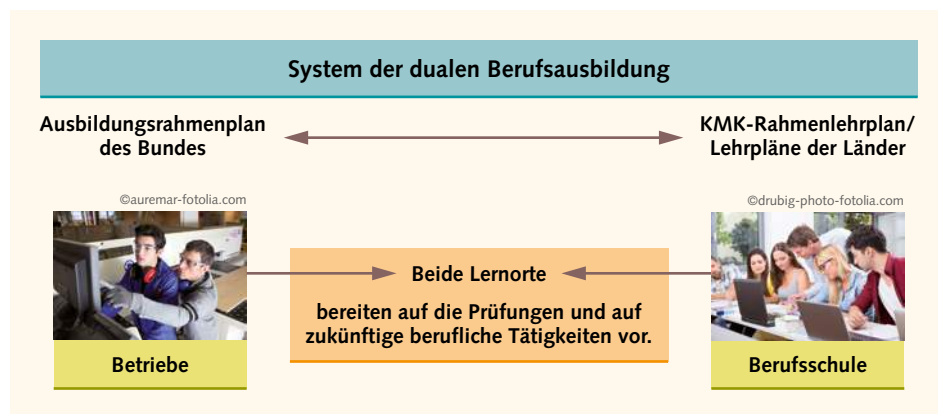 System der dualen Berufsausbildung
Ausbildungsrahmenplan
des Bundes
KMK-Rahmenlehrplan/
Lehrpläne der Länder
©auremar-fotolia.com
©drubig-photo-fotolia.com
Beide Lernorte
bereiten auf die Prüfungen und auf
zukünftige berufliche Tätigkeiten vor.
Betriebe
Berufsschule